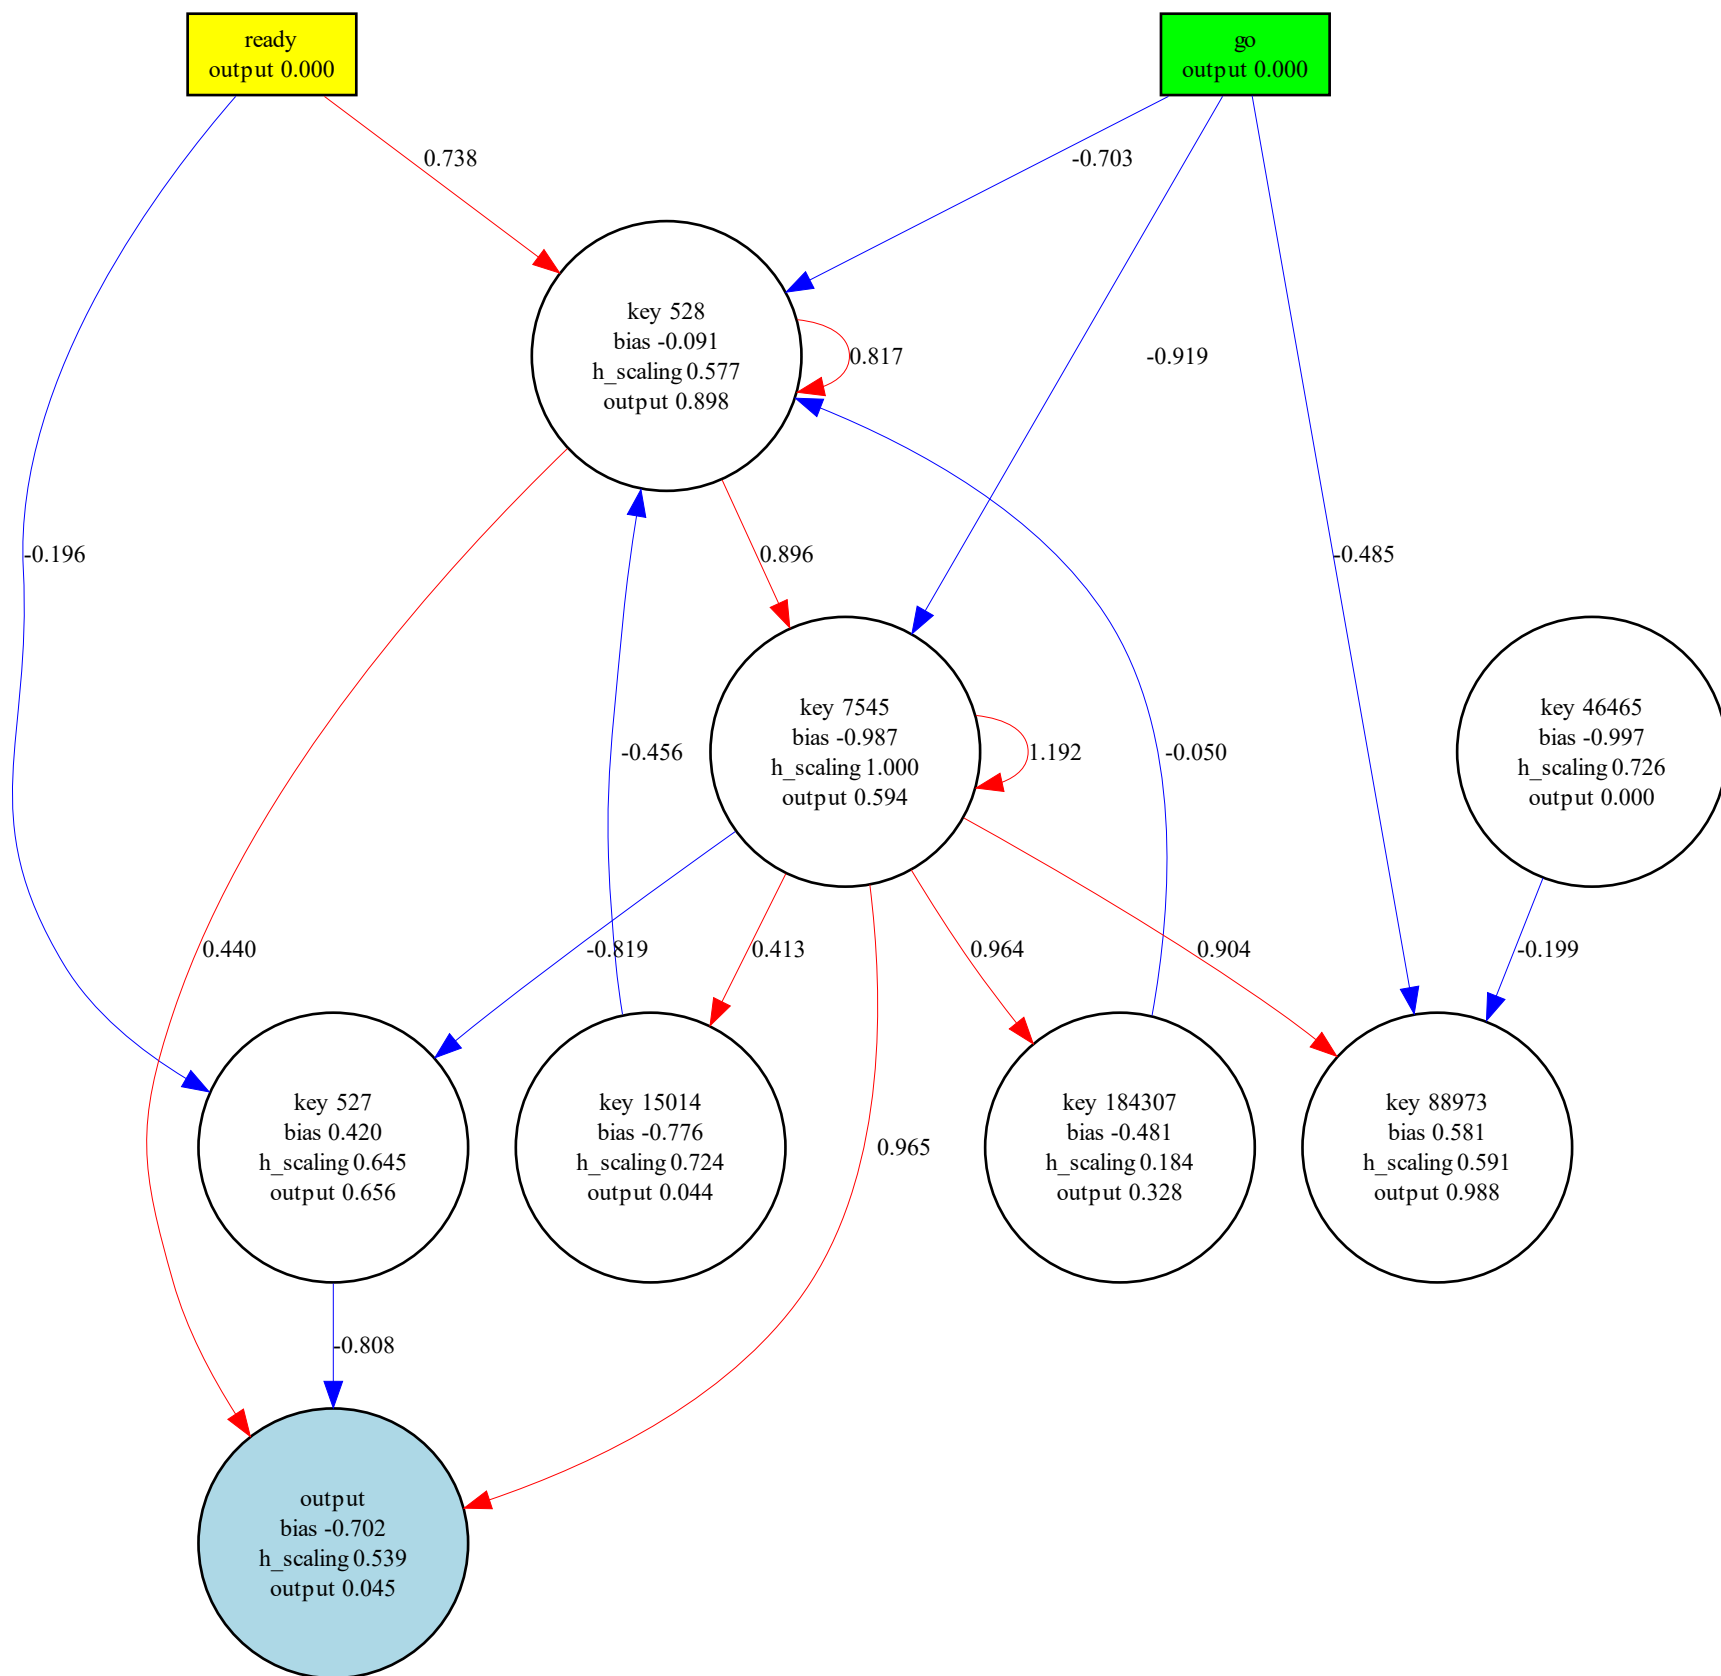 ready
output 0.000
go
output 0.000
0.738
-0.703
key 528
bias -0.091
h_scaling 0.577
output 0.898
0.817
-0.919
-0.196
0.896
-0.485
key 7545
bias -0.987
h_scaling 1.000
output 0.594
1.192
-0.456
-0.050
key 46465
bias -0.997
h_scaling 0.726
output 0.000
0.440
-0.819
0.413
0.964
0.904
-0.199
key 527
bias 0.420
h_scaling 0.645
output 0.656
key 15014
bias -0.776
h_scaling 0.724
output 0.044
0.965
key 184307
bias -0.481
h_scaling 0.184
output 0.328
key 88973
bias 0.581
h_scaling 0.591
output 0.988
-0.808
output
bias -0.702
h_scaling 0.539
output 0.045